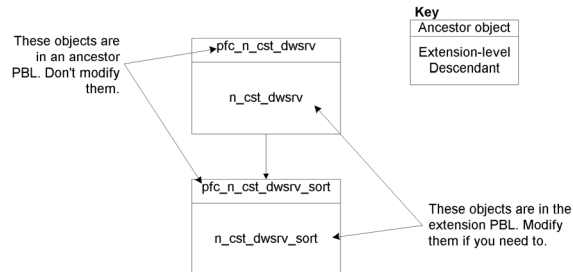 Key
Ancestor object
Extension-level
Descendant
These objects are
in an ancestor
PBL. Don't modify
them.
pfc_n_cst_dwsrv
n_cst_dwsrv
pfc_n_cst_dwsrv_sort
n_cst_dwsrv_sort
These objects are in the
extension PBL. Modify
them if you need to.